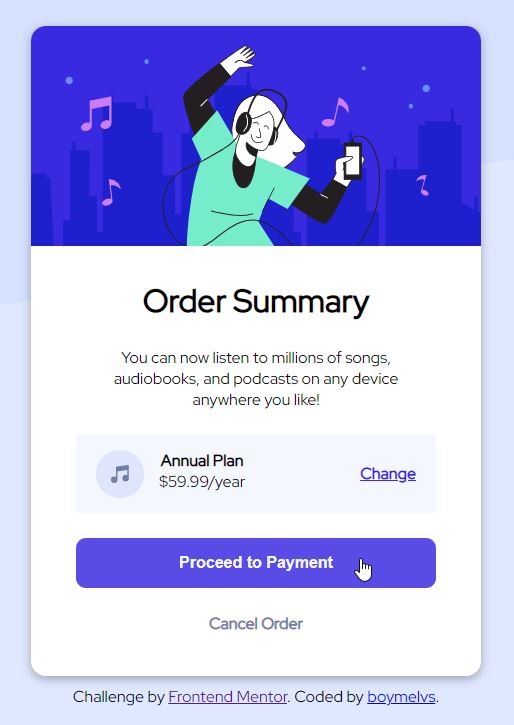 Order Summary
You can now listen to millions of songs,
audiobooks, and podcasts on any device
anywhere you like!
Annual Plan
$59.99/year
Change
Proceed to Payment
Cancel Order
Challenge by Frontend Mentor. Coded by boymelvs.